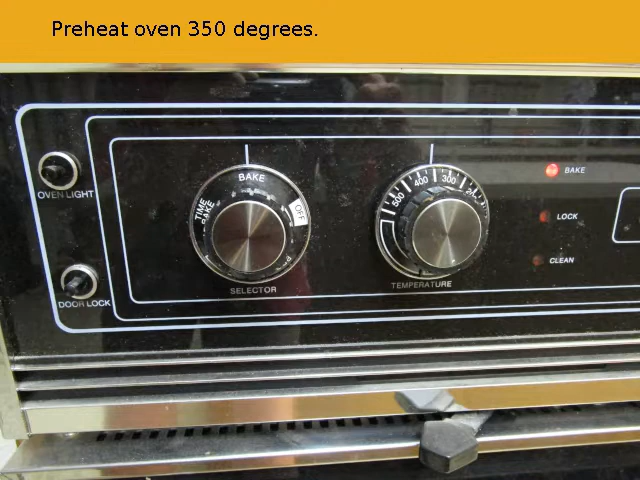 Preheat oven 350 degrees.
OVEN LIGHT
DOOR LOCK
BAKE
TIME BAKE
OFF
SELECTOR
500 400 300
TEMPERATURE
BAKE
LOCK
CLEAN